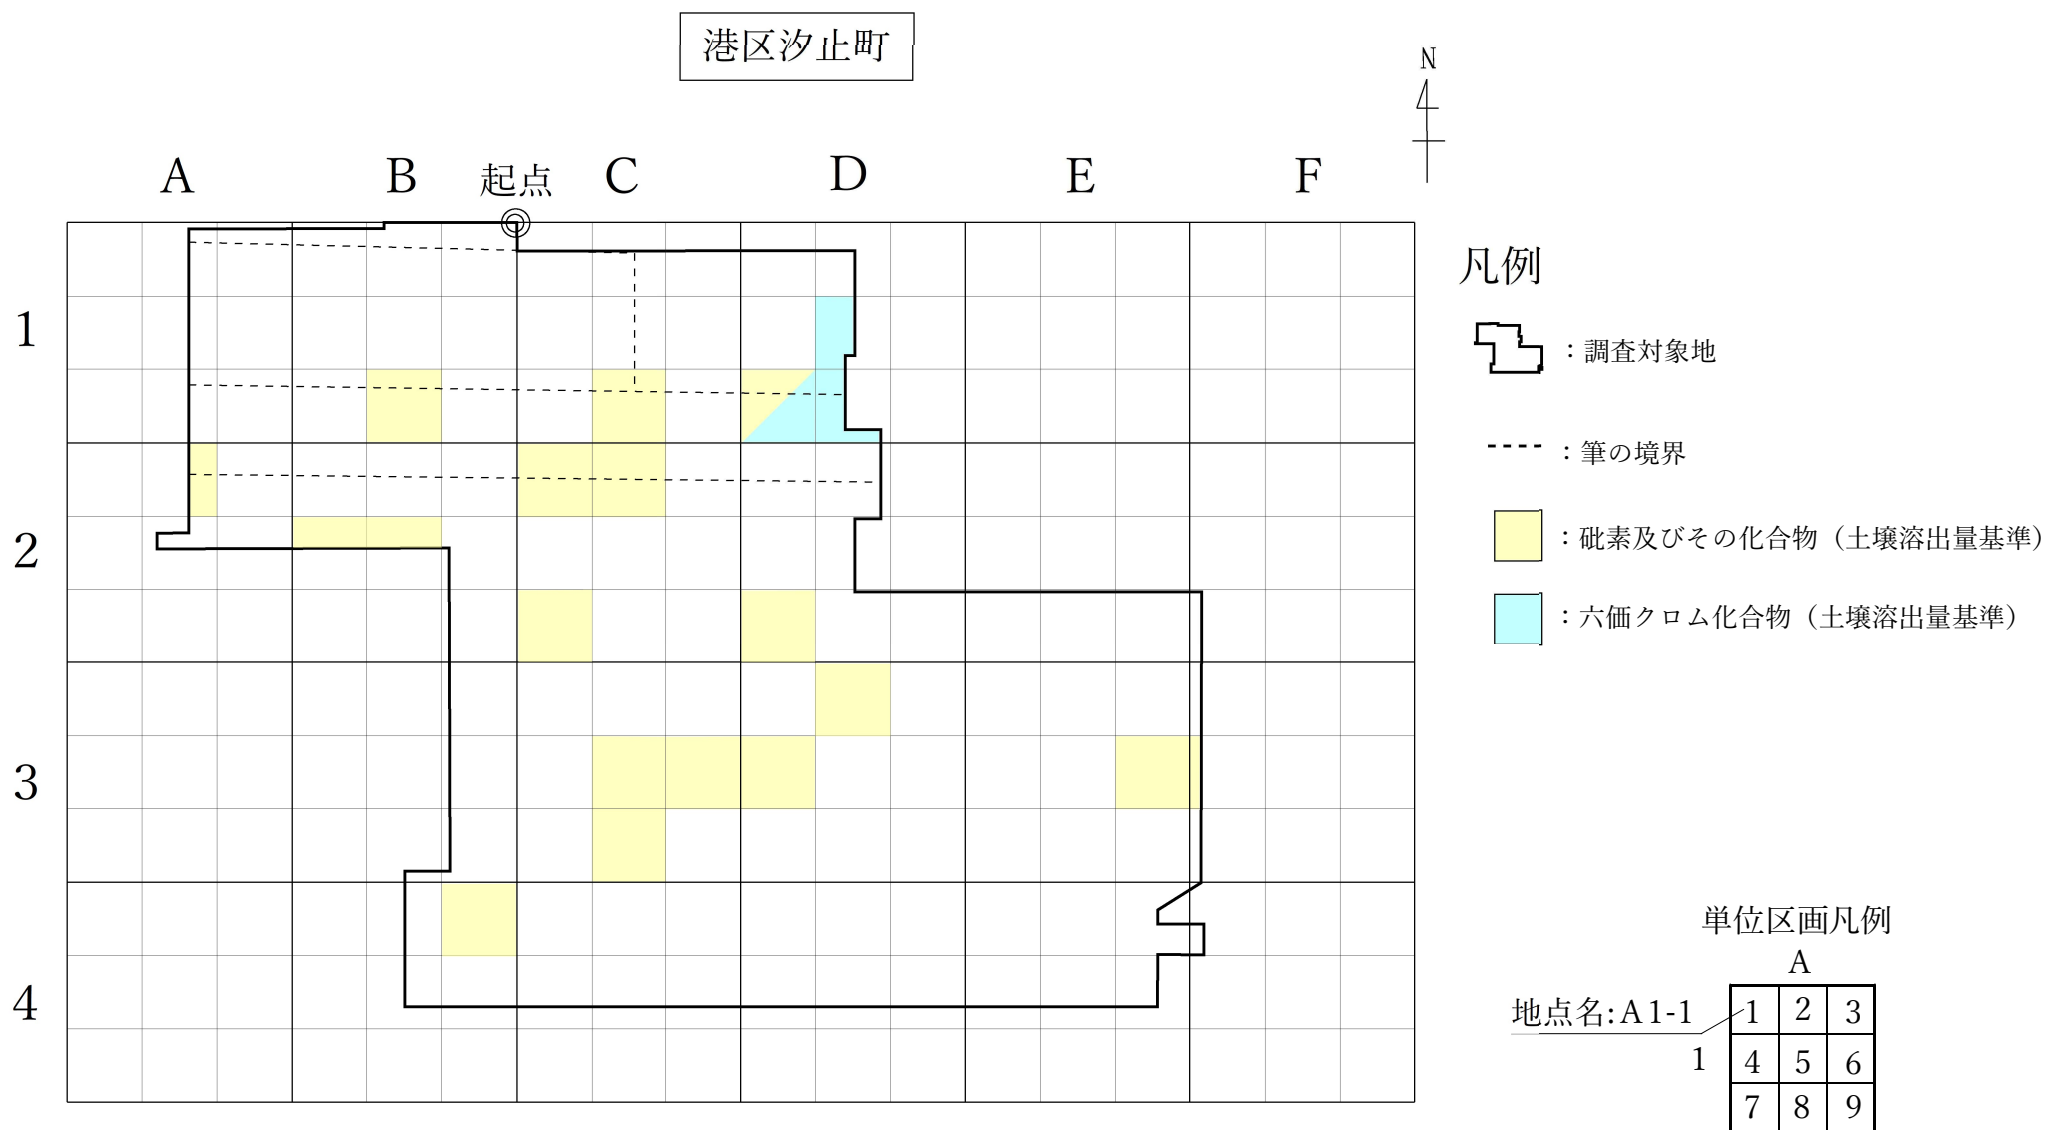 港区汐止町
N
A B 起点 C D E F
1
2
3
4
凡例
：調査対象地
：筆の境界
：砒素及びその化合物（土壌溶出量基準）
：六価クロム化合物（土壌溶出量基準）
単位区画凡例
A
地点名:A1-1
1
1 2 3
4 5 6
7 8 9